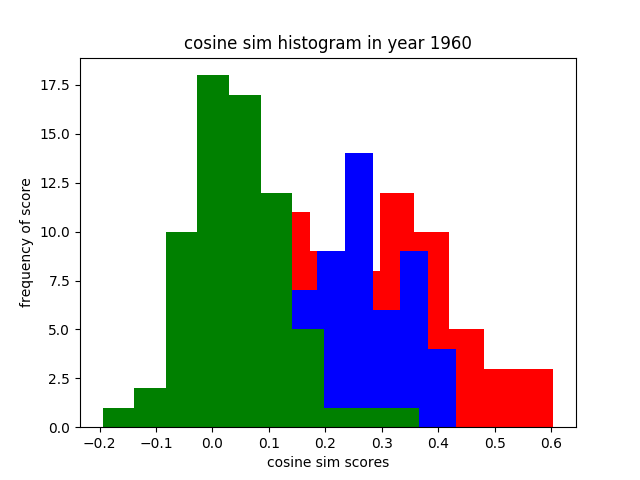 cosine sim histogram in year 1960
17.5
15.0
12.5
10.0
7.5
5.0
2.5
0.0
frequency of score
−0.2 −0.1 0.0 0.1 0.2 0.3 0.4 0.5 0.6
cosine sim scores